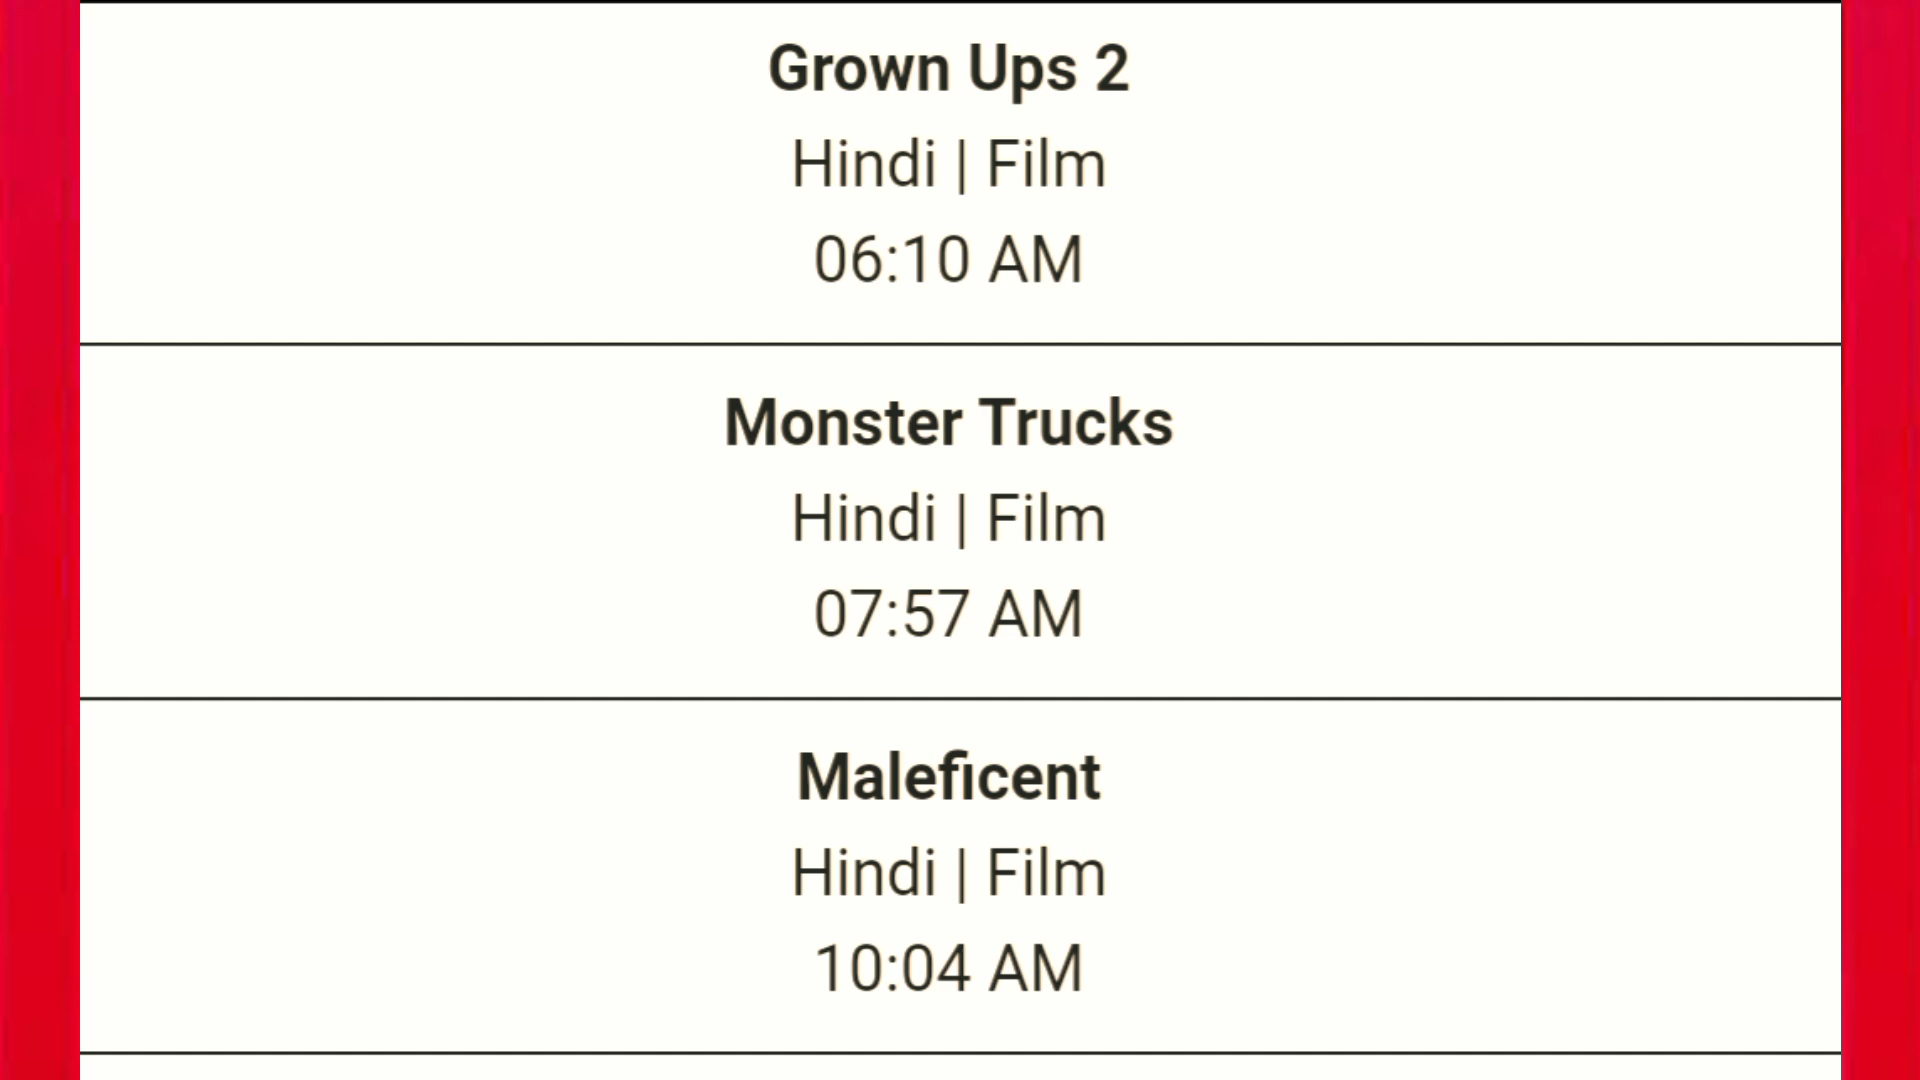 Grown Ups 2
Hindi | Film
06:10 AM
Monster Trucks
Hindi | Film
07:57 AM
Maleficent
Hindi | Film
10:04 AM